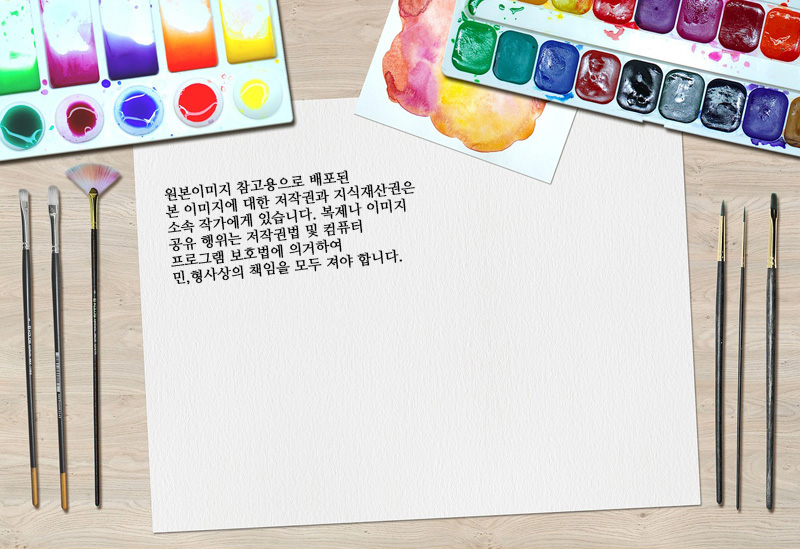 원본이미지 참고용으로 배포된
본 이미지에 대한 저작권과 지식재산권은
소속 작가에게 있습니다. 복제나 이미지
공유 행위는 저작권법 및 컴퓨터
프로그램 보호법에 의거하여
민,형사상의 책임을 모두 져야 합니다.